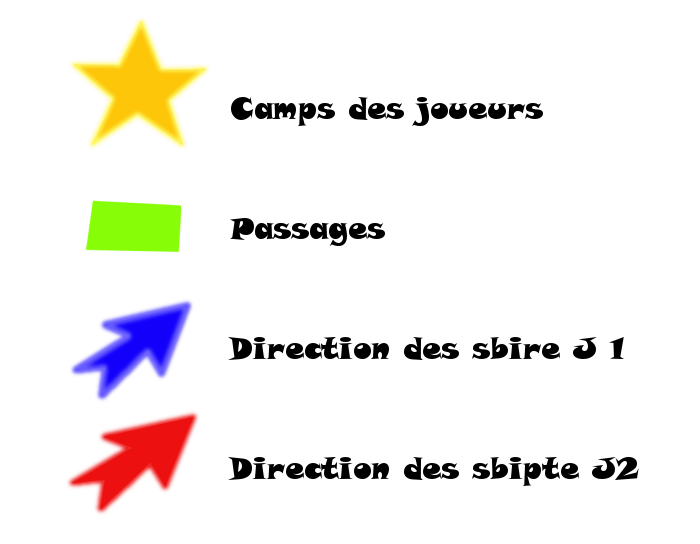 Camps des joueurs
Passages
Direction des sbire J 1
Direction des sbipte J2